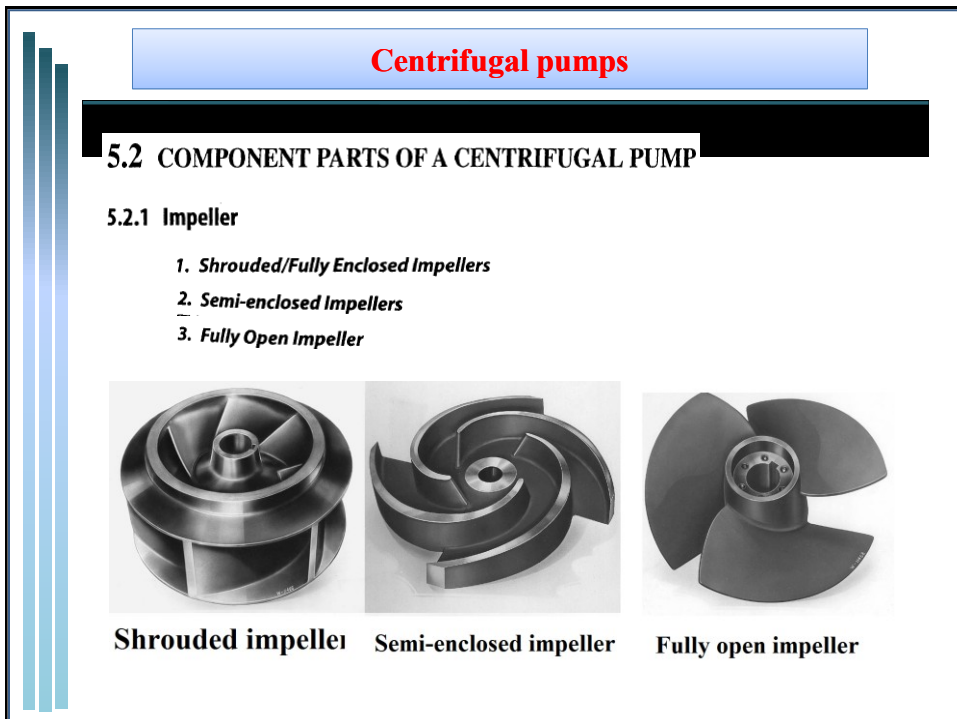 Centrifugal pumps
5.2 COMPONENT PARTS OF A CENTRIFUGAL PUMP
5.2.1 Impeller
1. Shrouded/Fully Enclosed Impellers
2. Semi-enclosed Impellers
3. Fully Open Impeller
Shrouded impeller
Semi-enclosed impeller
Fully open impeller